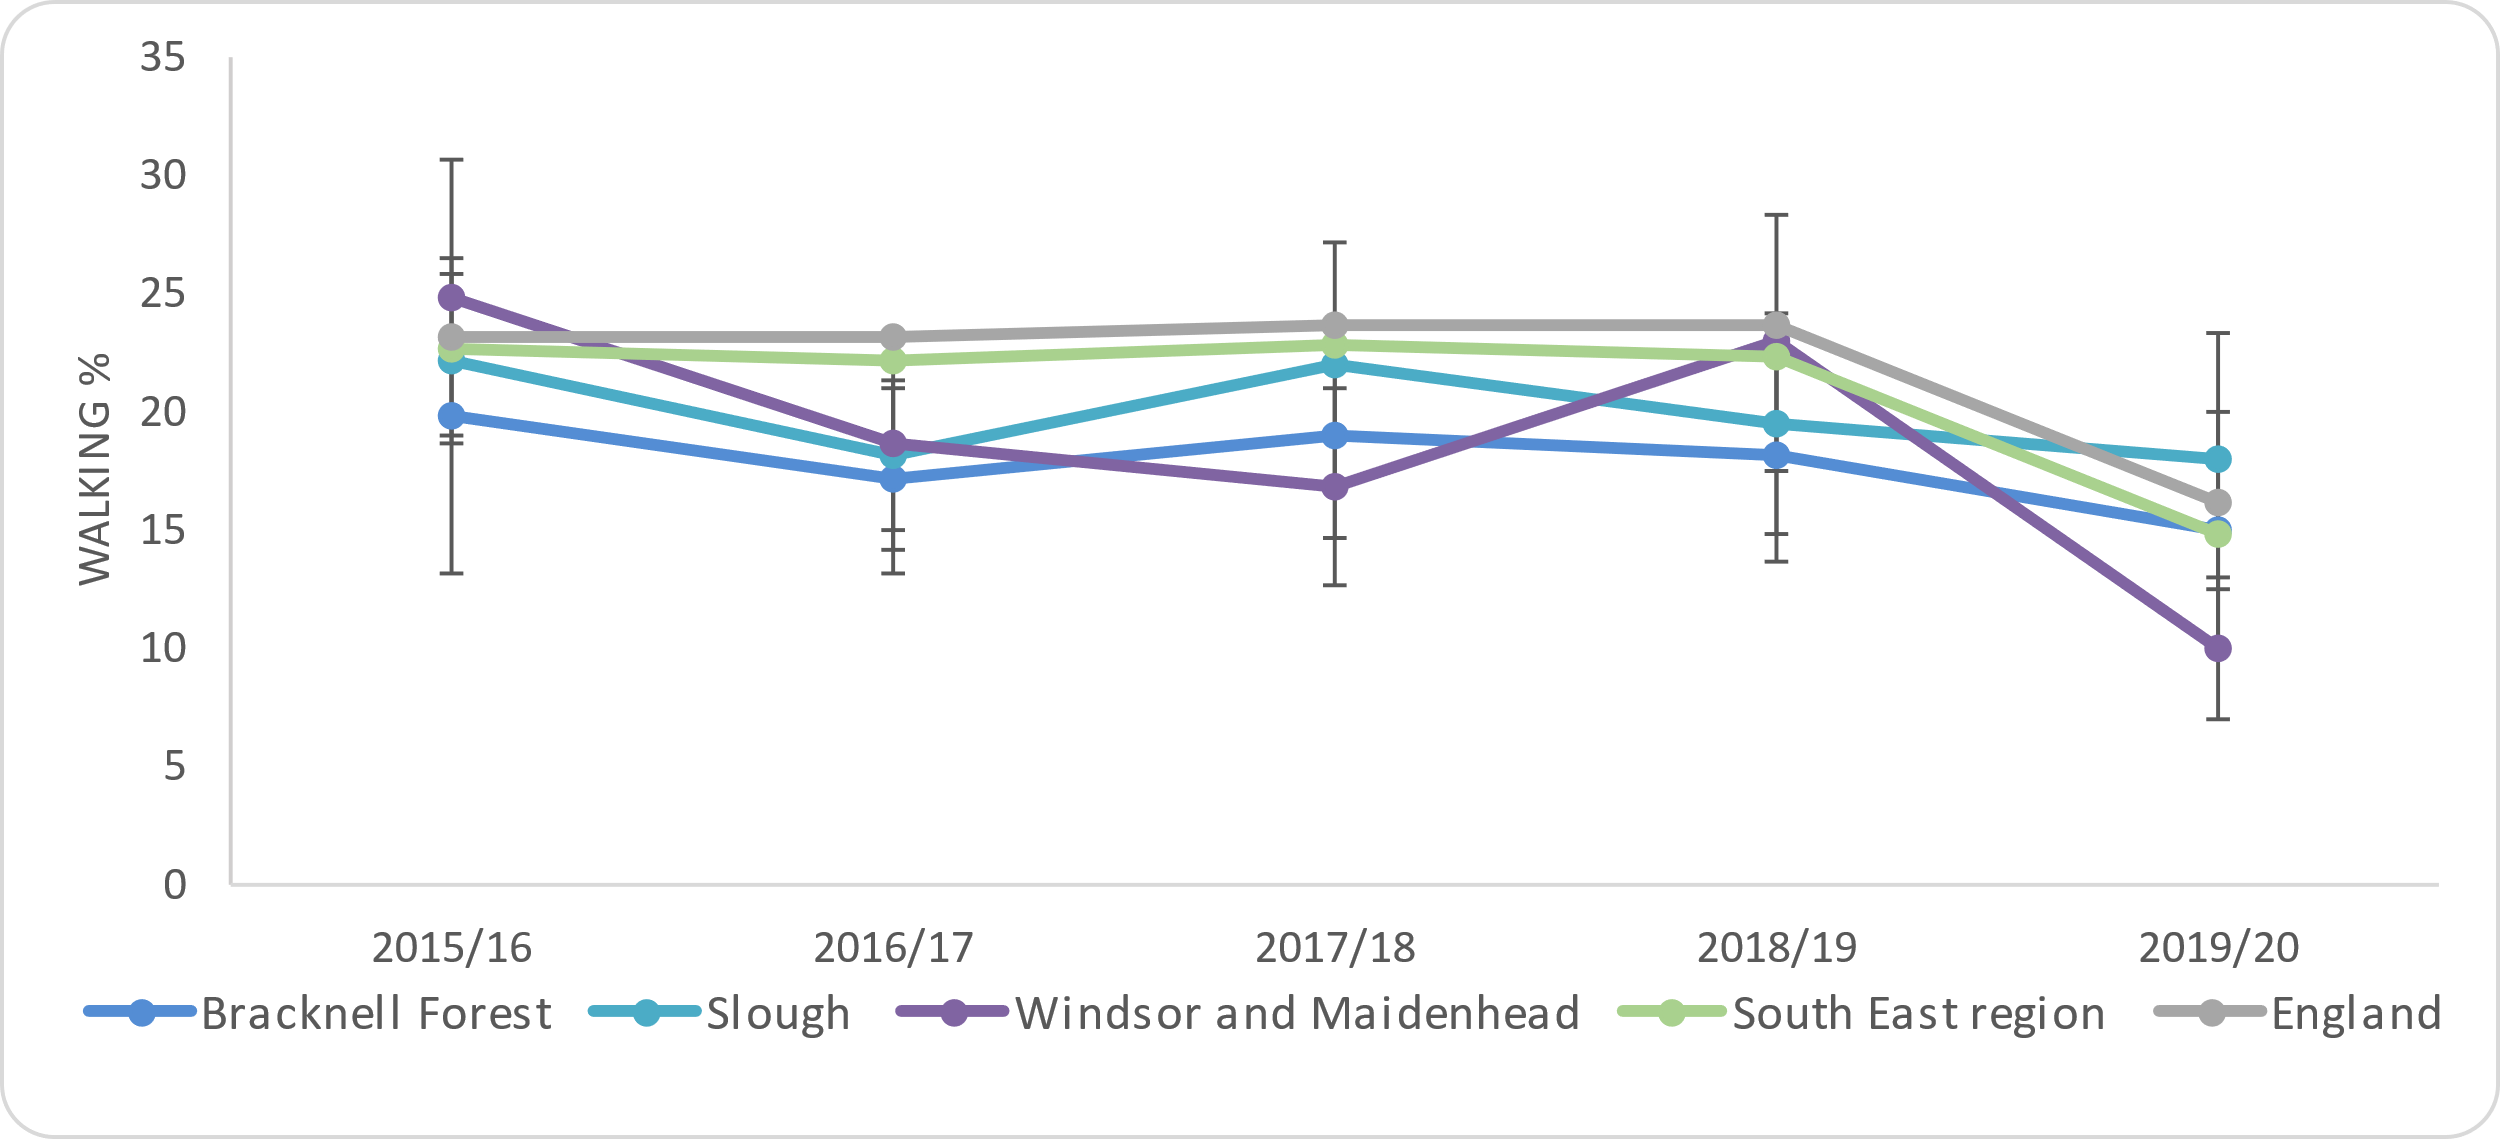 35
30
25
20
15
10
5
0
WALKING %
2015/16 2016/17 2017/18 2018/19 2019/20
Bracknell Forest Slough Windsor and Maidenhead South East region England